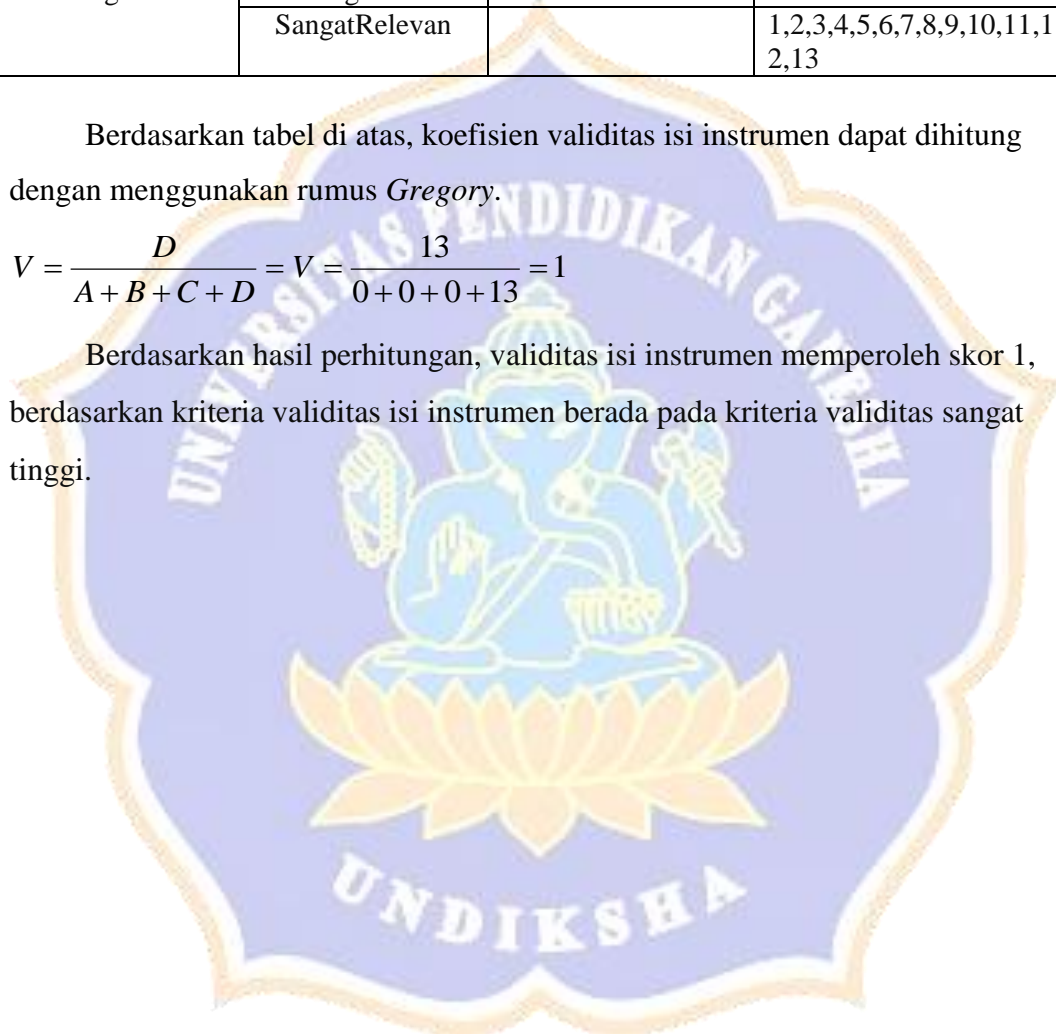 SangatRelevan 1,2,3,4,5,6,7,8,9,10,11,1
2,13
Berdasarkan tabel di atas, koefisien validitas isi instrumen dapat dihitung
dengan menggunakan rumus Gregory.
V = D / (A + B + C + D) = V = 13 / (0 + 0 + 0 + 13) = 1
Berdasarkan hasil perhitungan, validitas isi instrumen memperoleh skor 1,
berdasarkan kriteria validitas isi instrumen berada pada kriteria validitas sangat
tinggi.
UNIVERSITAS PENDIDIKAN GANESHA
UNDIKSHA